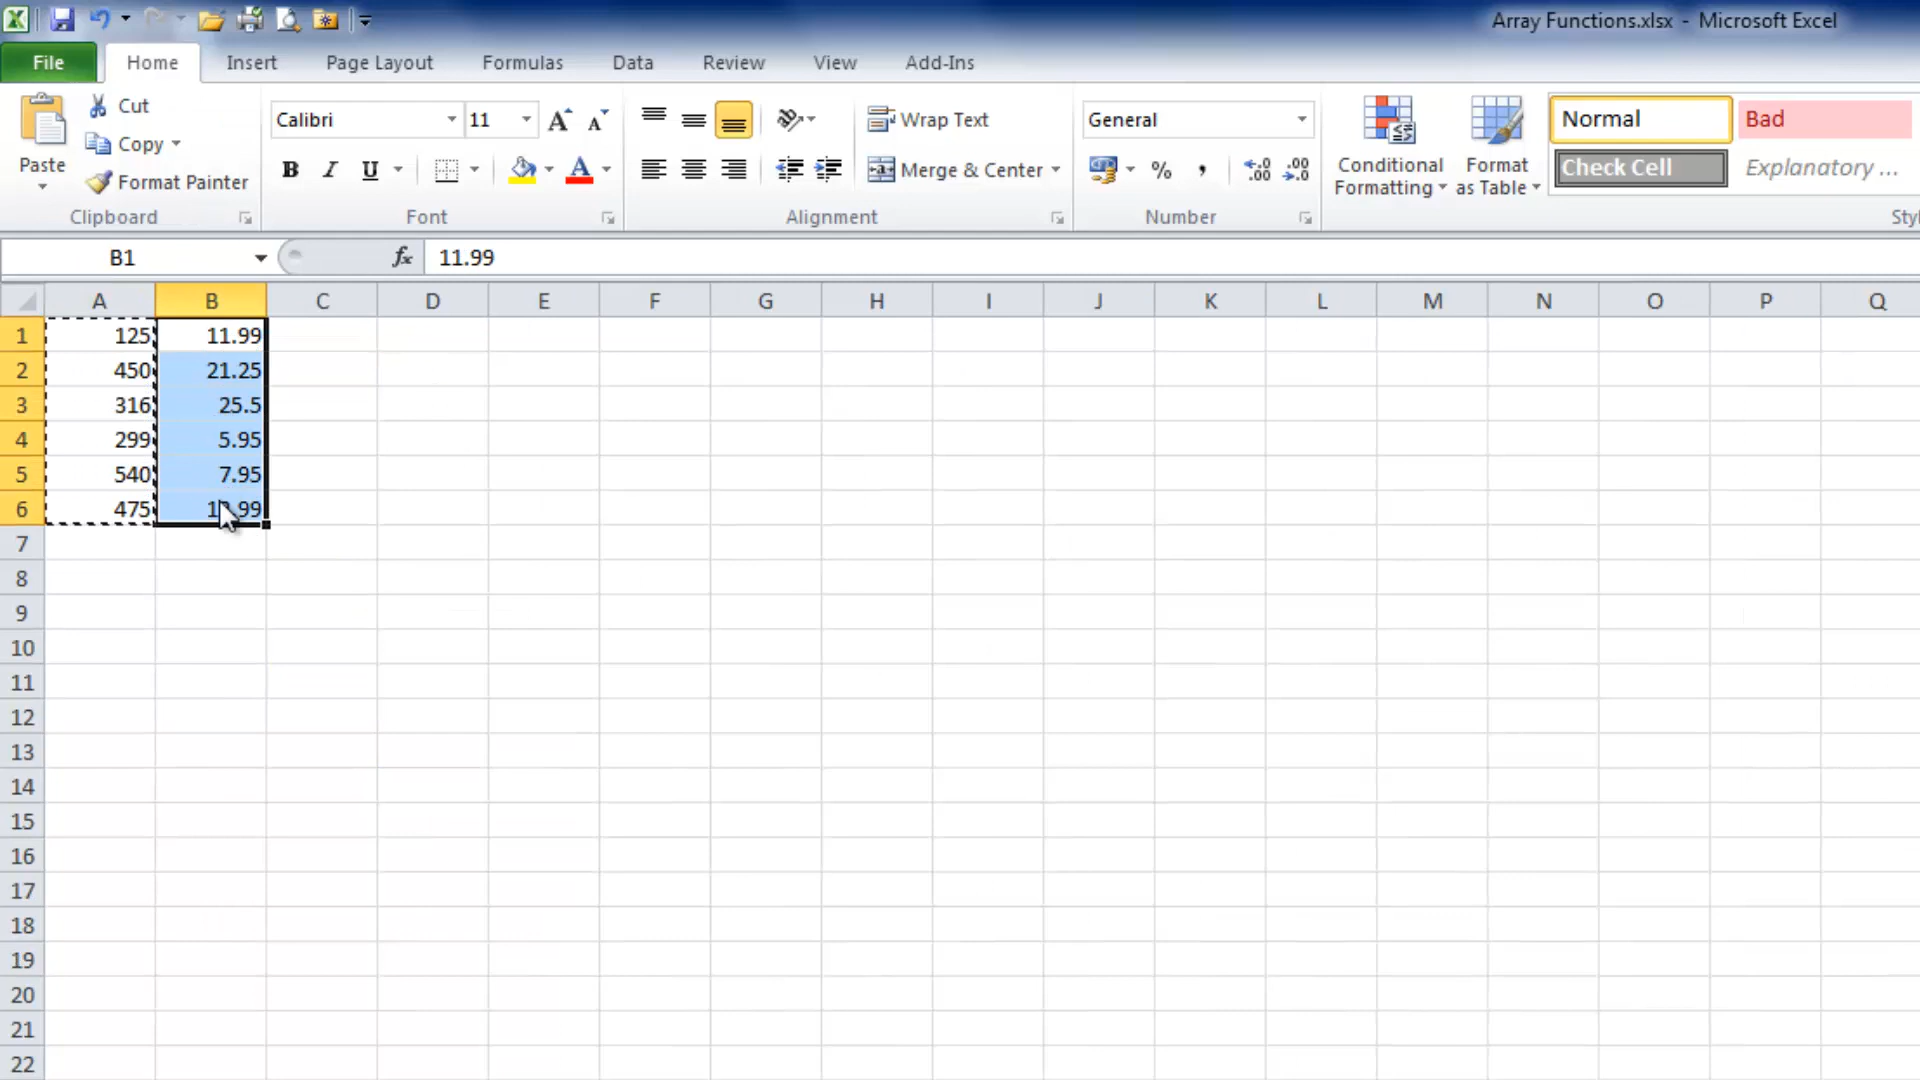 Array Functions.xlsx - Microsoft Excel
File Home Insert Page Layout Formulas Data Review View Add-Ins
Paste
Cut
Copy
Format Painter
Clipboard
Calibri 11
B I U
Font
Wrap Text
Merge & Center
Alignment
General
% ,
Number
Conditional Formatting
Format as Table
Normal Bad
Check Cell Explanatory ...
B1 fx 11.99
A B C D E F G H I J K L M N O P Q
1 125 11.99
2 450 21.25
3 316 25.5
4 299 5.95
5 540 7.95
6 475
7
8
9
10
11
12
13
14
15
16
17
18
19
20
21
22